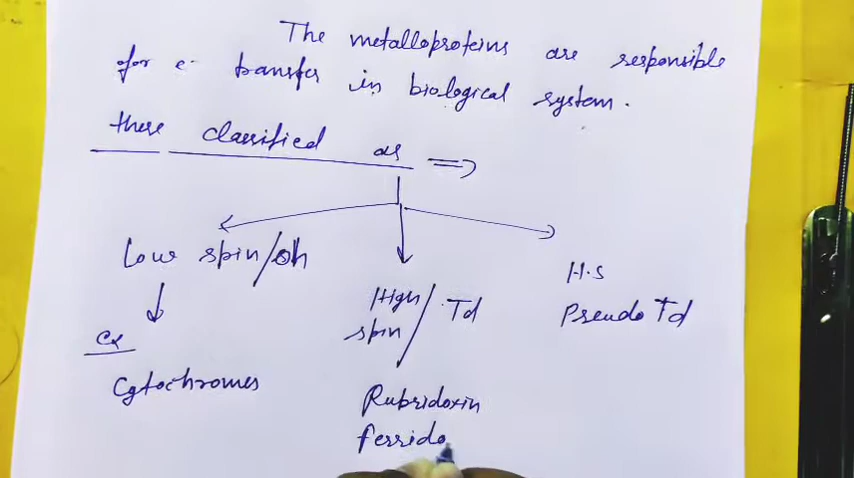 The metalloproteins are responsible
for e- transfer in biological system.
these classified as ⇒
Low spin/oh
High spin/Td
H.S
Pseudo Td
Ex
Cytochromes
Rubridoxin
ferrido